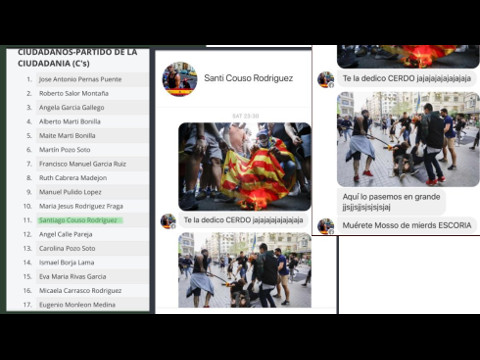 CIUDADANOS-PARTIDO DE LA
CIUDADANIA (C's)
1. Jose Antonio Pernas Puente
2. Roberto Salor Montaña
3. Angela Garcia Gallego
4. Alberto Marti Bonilla
5. Maite Marti Bonilla
6. Martín Pozo Soto
7. Francisco Manuel Garcia Ruiz
8. Ruth Cabrera Madejon
9. Manuel Pulido Lopez
10. Maria Jesus Rodriguez Fraga
11. Santiago Couso Rodríguez
12. Angel Calle Pareja
13. Carolina Pozo Soto
14. Ismael Borja Lama
15. Eva Maria Rivas Garcia
16. Micaela Carrasco Rodriguez
17. Eugenio Monleon Medina
Santi Couso Rodriguez
SAT 23:30
Te la dedico CERDO jajajajajajajaja
Te la dedico CERDO jajajajajajajaja
Aquí lo pasemos en grande
jjsjjsjjsjsjsjsjaj
Muérete Mosso de mierds ESCORIA